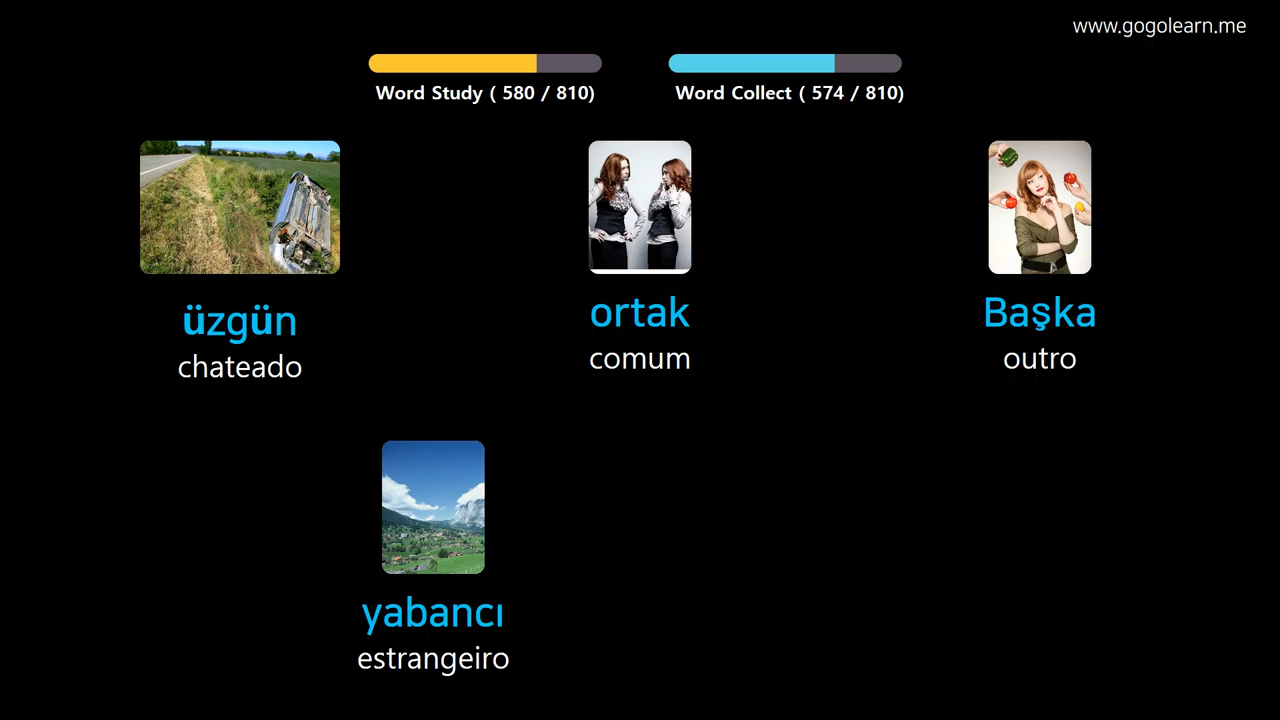 www.gogolearn.me
Word Study ( 580 / 810)
Word Collect ( 574 / 810)
üzgün
chateado
ortak
comum
Başka
outro
yabancı
estrangeiro